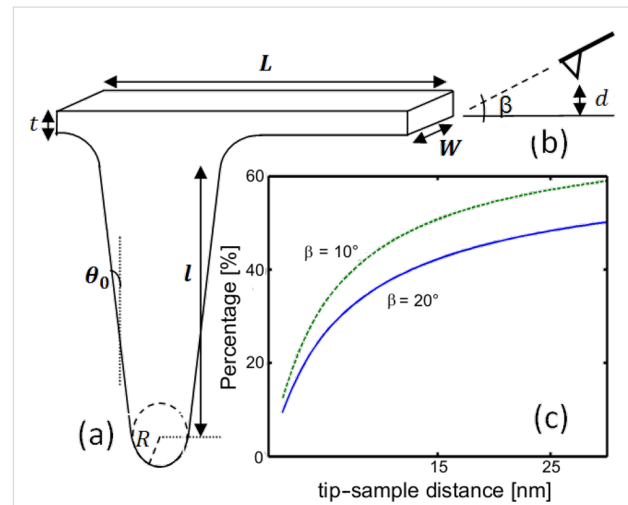 L
t
β
d
W
(b)
l
θ₀
R
(a)
60
40
20
0
Percentage [%]
β = 10°
β = 20°
(c)
15
25
tip-sample distance [nm]